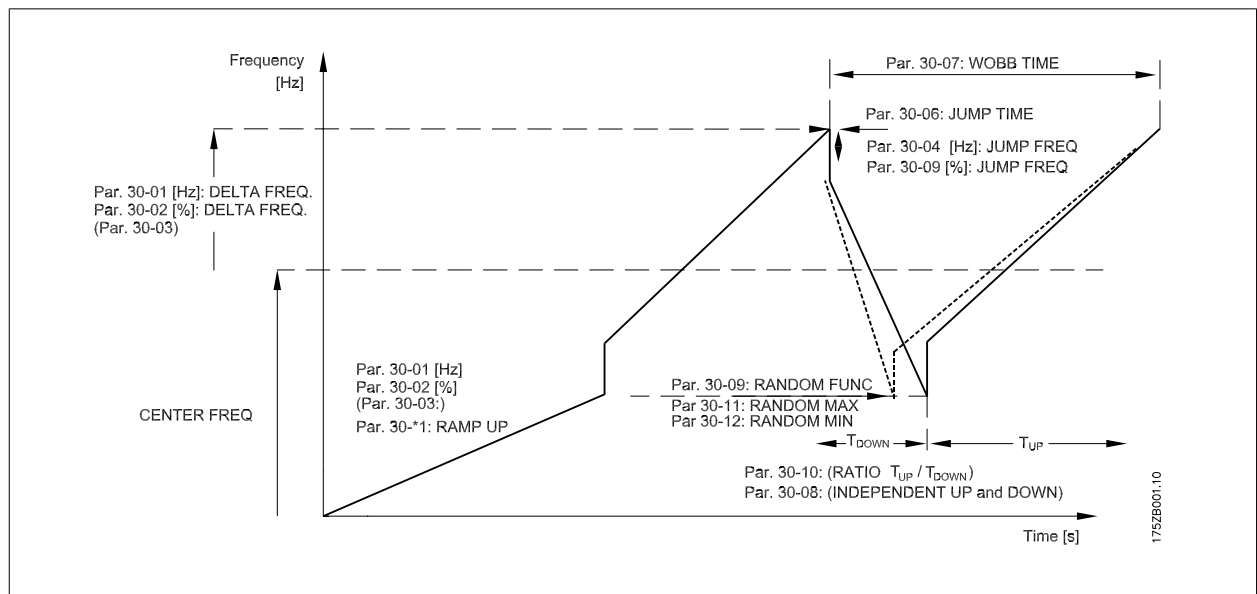 Frequency
[Hz]
Par. 30-07: WOBB TIME
Par. 30-06: JUMP TIME
Par. 30-04 [Hz]: JUMP FREQ
Par. 30-09 [%]: JUMP FREQ
Par. 30-01 [Hz]: DELTA FREQ.
Par. 30-02 [%]: DELTA FREQ.
(Par. 30-03)
Par. 30-01 [Hz]
Par. 30-02 [%]
(Par. 30-03:)
Par. 30-*1: RAMP UP
CENTER FREQ
Par. 30-09: RANDOM FUNC
Par 30-11: RANDOM MAX
Par 30-12: RANDOM MIN
TDOWN
TUP
Par. 30-10: (RATIO TUP / TDOWN)
Par. 30-08: (INDEPENDENT UP and DOWN)
Time [s]
175ZB001.10